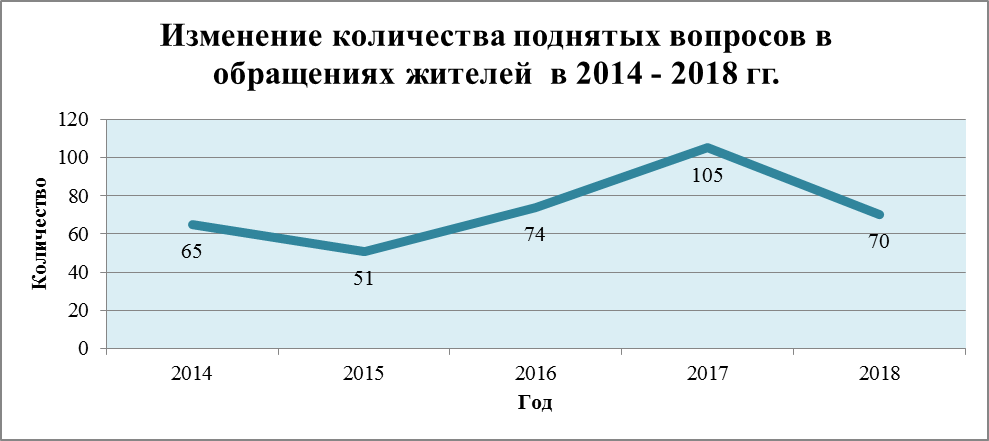 Изменение количества поднятых вопросов в
обращениях жителей в 2014 - 2018 гг.
120
100
80
60
40
20
0
Количество
65
51
74
105
70
2014 2015 2016 2017 2018
Год